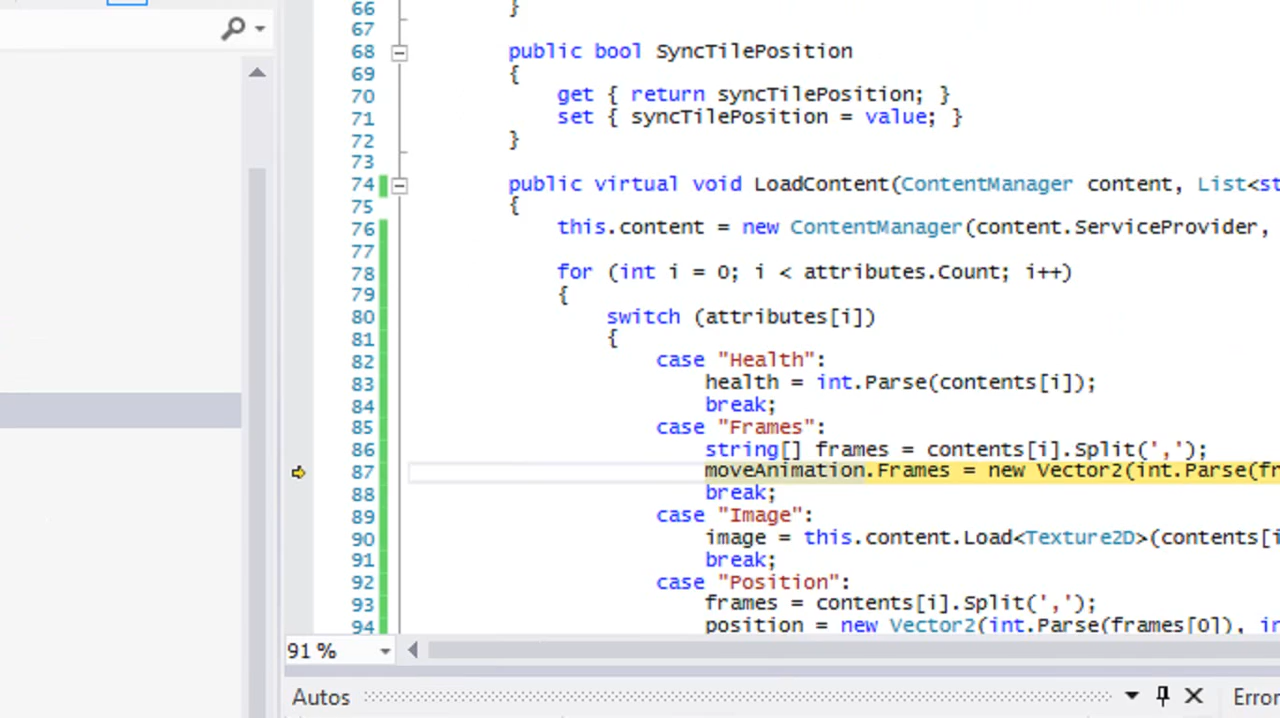 66 }
67
68 public bool SyncTilePosition
69 {
70 get { return syncTilePosition; }
71 set { syncTilePosition = value; }
72 }
73
74 public virtual void LoadContent(ContentManager content, List<st
75 {
76 this.content = new ContentManager(content.ServiceProvider,
77
78 for (int i = 0; i < attributes.Count; i++)
79 {
80 switch (attributes[i])
81 {
82 case "Health":
83 health = int.Parse(contents[i]);
84 break;
85 case "Frames":
86 string[] frames = contents[i].Split(',');
87 moveAnimation.Frames = new Vector2(int.Parse(fr
88 break;
89 case "Image":
90 image = this.content.Load<Texture2D>(contents[i
91 break;
92 case "Position":
93 frames = contents[i].Split(',');
94 position = new Vector2(int.Parse(frames[0]), in
91 %
Autos
Error